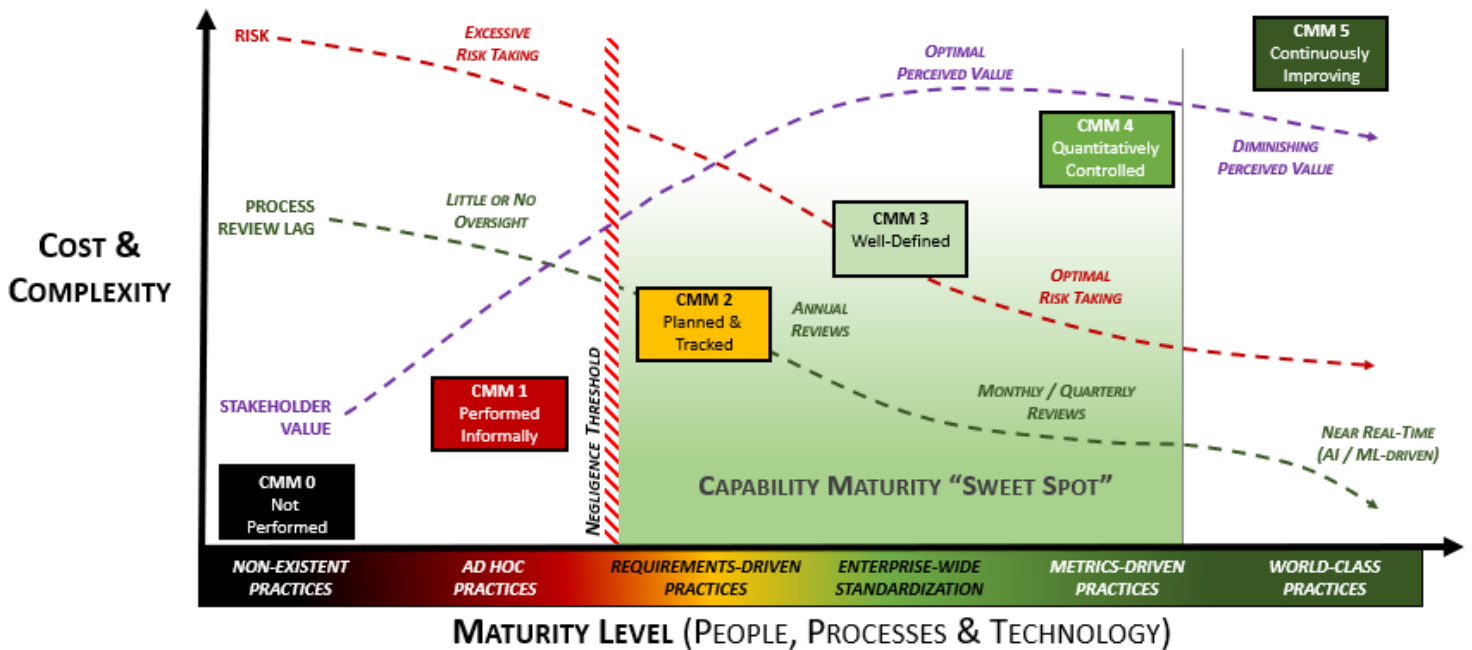 RISK
EXCESSIVE
RISK TAKING
OPTIMAL
PERCEIVED VALUE
CMM 5
Continuously
Improving
CMM 4
Quantitatively
Controlled
DIMINISHING
PERCEIVED VALUE
PROCESS
REVIEW LAG
LITTLE OR NO
OVERSIGHT
CMM 3
Well-Defined
COST &
COMPLEXITY
OPTIMAL
RISK TAKING
CMM 2
Planned &
Tracked
ANNUAL
REVIEWS
NEGLIGENCE THRESHOLD
STAKEHOLDER
VALUE
CMM 1
Performed
Informally
MONTHLY / QUARTERLY
REVIEWS
NEAR REAL-TIME
(AI / ML-DRIVEN)
CMM 0
Not
Performed
CAPABILITY MATURITY “SWEET SPOT”
NON-EXISTENT
PRACTICES
AD HOC
PRACTICES
REQUIREMENTS-DRIVEN
PRACTICES
ENTERPRISE-WIDE
STANDARDIZATION
METRICS-DRIVEN
PRACTICES
WORLD-CLASS
PRACTICES
MATURITY LEVEL (PEOPLE, PROCESSES & TECHNOLOGY)